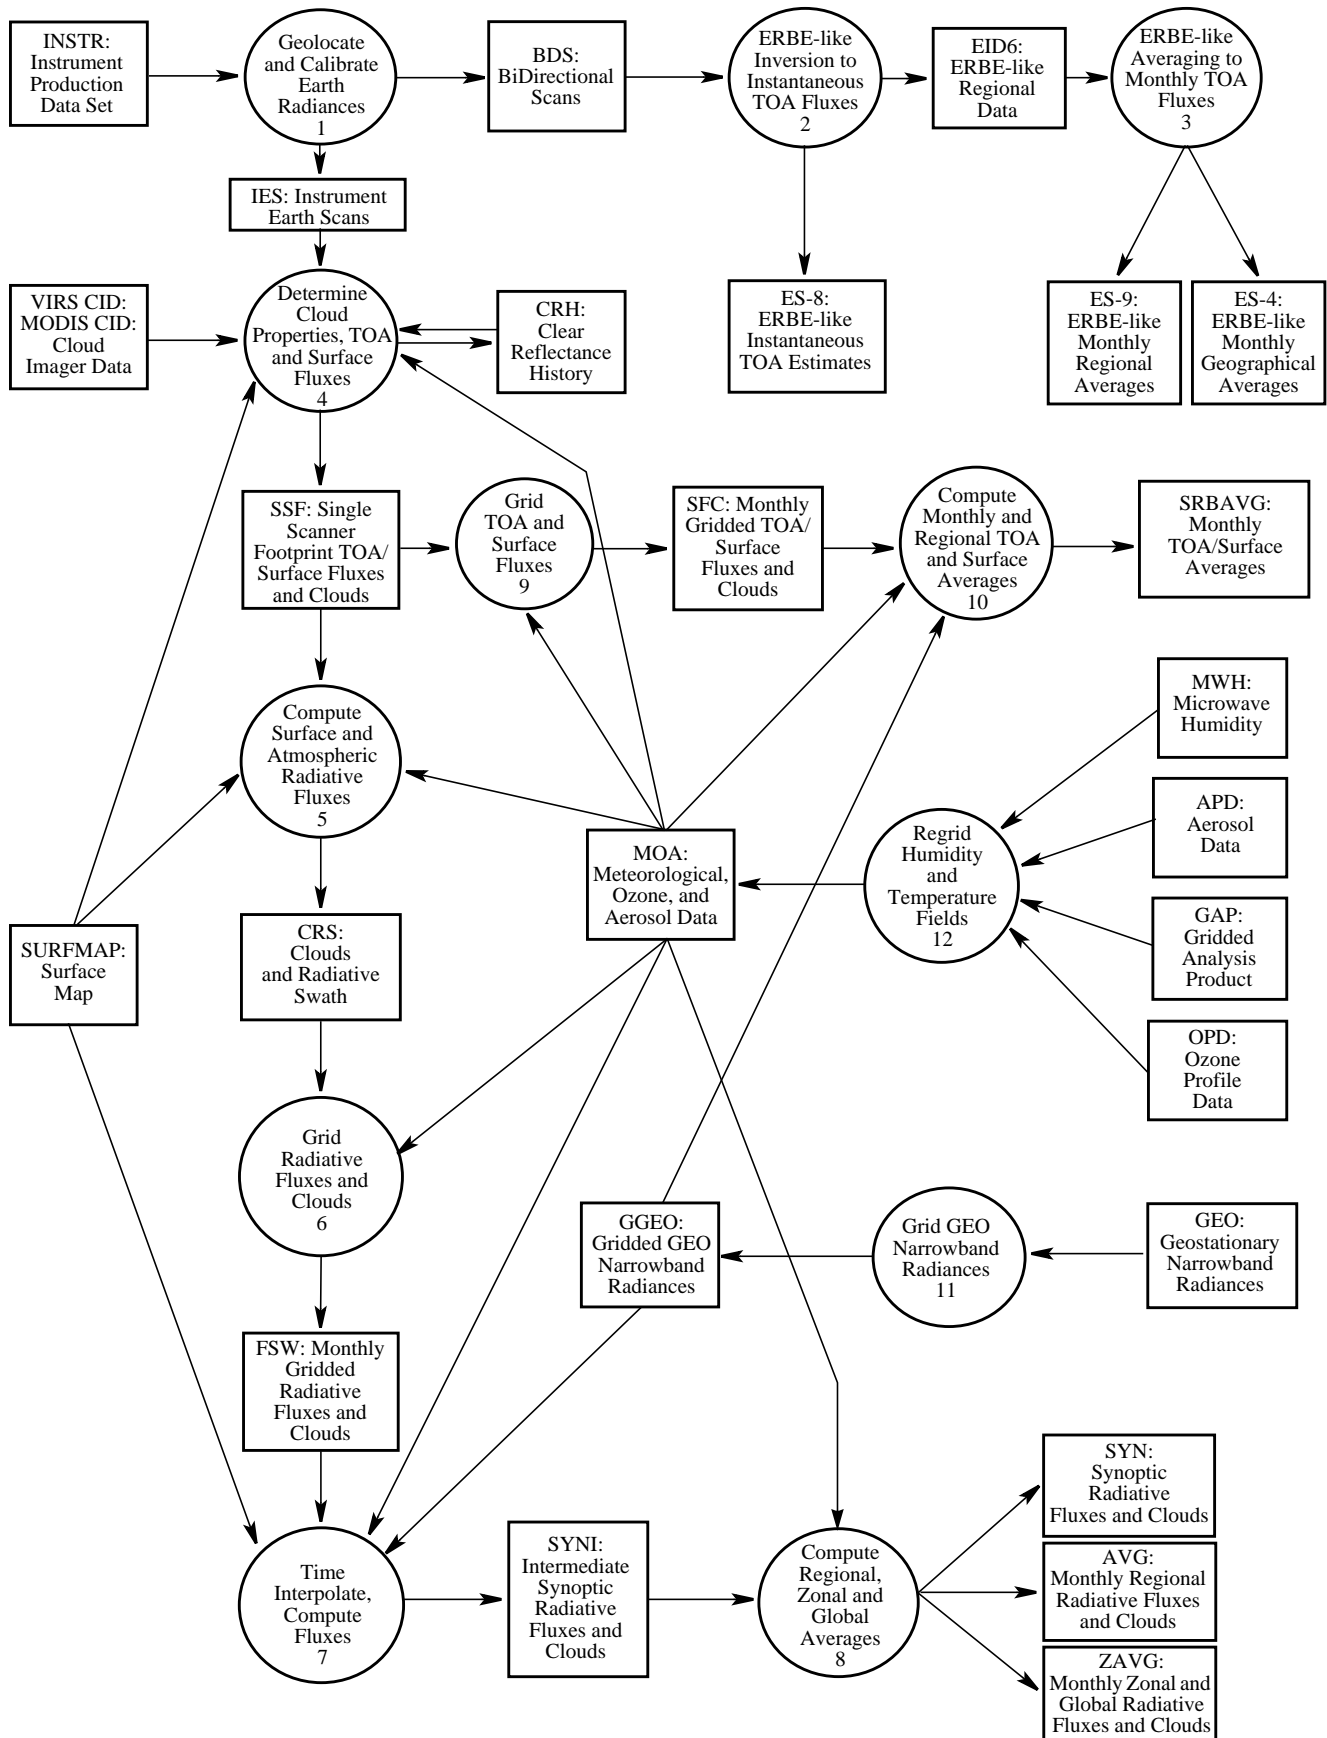 INSTR:
Instrument
Production
Data Set
Geolocate
and Calibrate
Earth
Radiances
1
BDS:
BiDirectional
Scans
ERBE-like
Inversion to
Instantaneous
TOA Fluxes
2
EID6:
ERBE-like
Regional
Data
ERBE-like
Averaging to
Monthly TOA
Fluxes
3
IES: Instrument
Earth Scans
VIRS CID:
MODIS CID:
Cloud
Imager Data
Determine
Cloud
Properties, TOA
and Surface
Fluxes
4
CRH:
Clear
Reflectance
History
ES-8:
ERBE-like
Instantaneous
TOA Estimates
ES-9:
ERBE-like
Monthly
Regional
Averages
ES-4:
ERBE-like
Monthly
Geographical
Averages
SSF: Single
Scanner
Footprint TOA/
Surface Fluxes
and Clouds
Grid
TOA and
Surface
Fluxes
9
SFC: Monthly
Gridded TOA/
Surface
Fluxes and
Clouds
Compute
Monthly and
Regional TOA
and Surface
Averages
10
SRBAVG:
Monthly
TOA/Surface
Averages
Compute
Surface and
Atmospheric
Radiative
Fluxes
5
MWH:
Microwave
Humidity
APD:
Aerosol
Data
MOA:
Meteorological,
Ozone, and
Aerosol Data
Regrid
Humidity
and
Temperature
Fields
12
GAP:
Gridded
Analysis
Product
SURFMAP:
Surface
Map
CRS:
Clouds
and Radiative
Swath
OPD:
Ozone
Profile
Data
Grid
Radiative
Fluxes and
Clouds
6
GGEO:
Gridded GEO
Narrowband
Radiances
Grid GEO
Narrowband
Radiances
11
GEO:
Geostationary
Narrowband
Radiances
FSW: Monthly
Gridded
Radiative
Fluxes and
Clouds
Time
Interpolate,
Compute
Fluxes
7
SYNI:
Intermediate
Synoptic
Radiative
Fluxes and
Clouds
Compute
Regional,
Zonal and
Global
Averages
8
SYN:
Synoptic
Radiative
Fluxes and Clouds
AVG:
Monthly Regional
Radiative Fluxes
and Clouds
ZAVG:
Monthly Zonal and
Global Radiative
Fluxes and Clouds